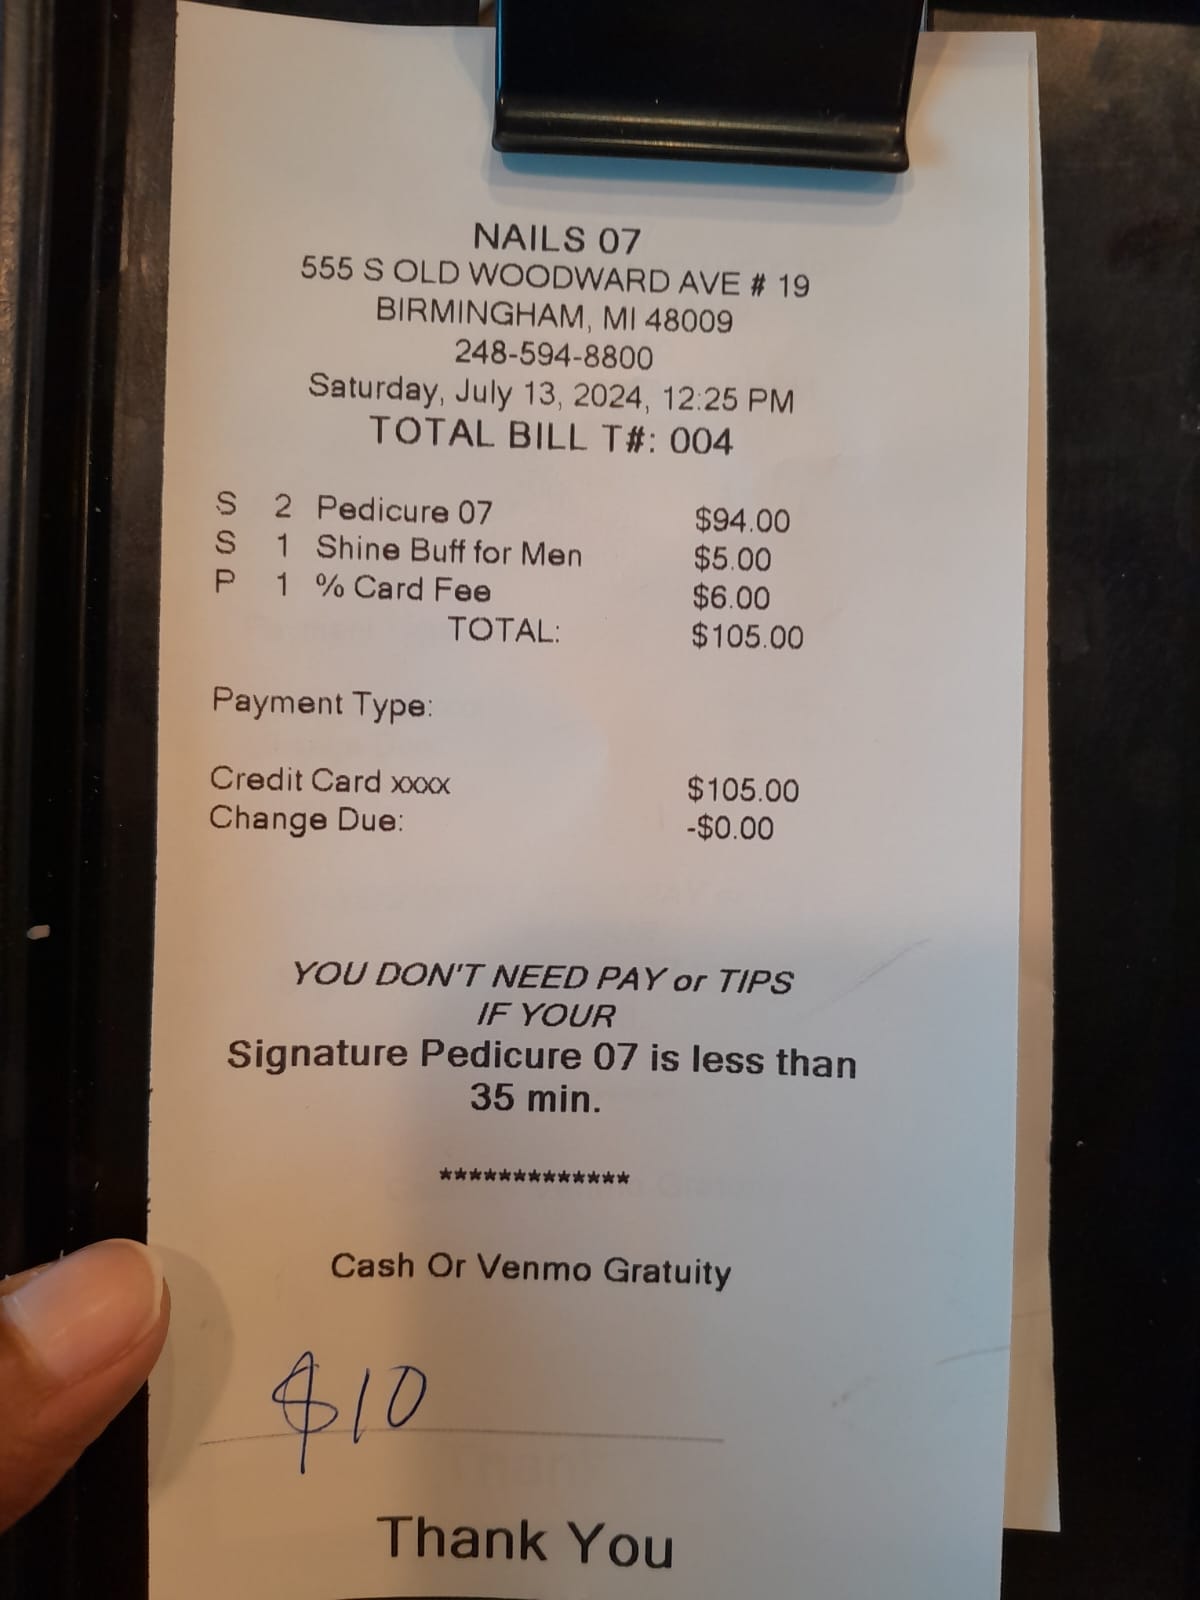 NAILS 07
555 S OLD WOODWARD AVE # 19
BIRMINGHAM, MI 48009
248-594-8800
Saturday, July 13, 2024, 12:25 PM
TOTAL BILL T#: 004
S 2 Pedicure 07 $94.00
S 1 Shine Buff for Men $5.00
P 1 % Card Fee $6.00
TOTAL: $105.00
Payment Type:
Credit Card xxxx $105.00
Change Due: -$0.00
YOU DON'T NEED PAY or TIPS
IF YOUR
Signature Pedicure 07 is less than
35 min.
*************
Cash Or Venmo Gratuity
$10
Thank You